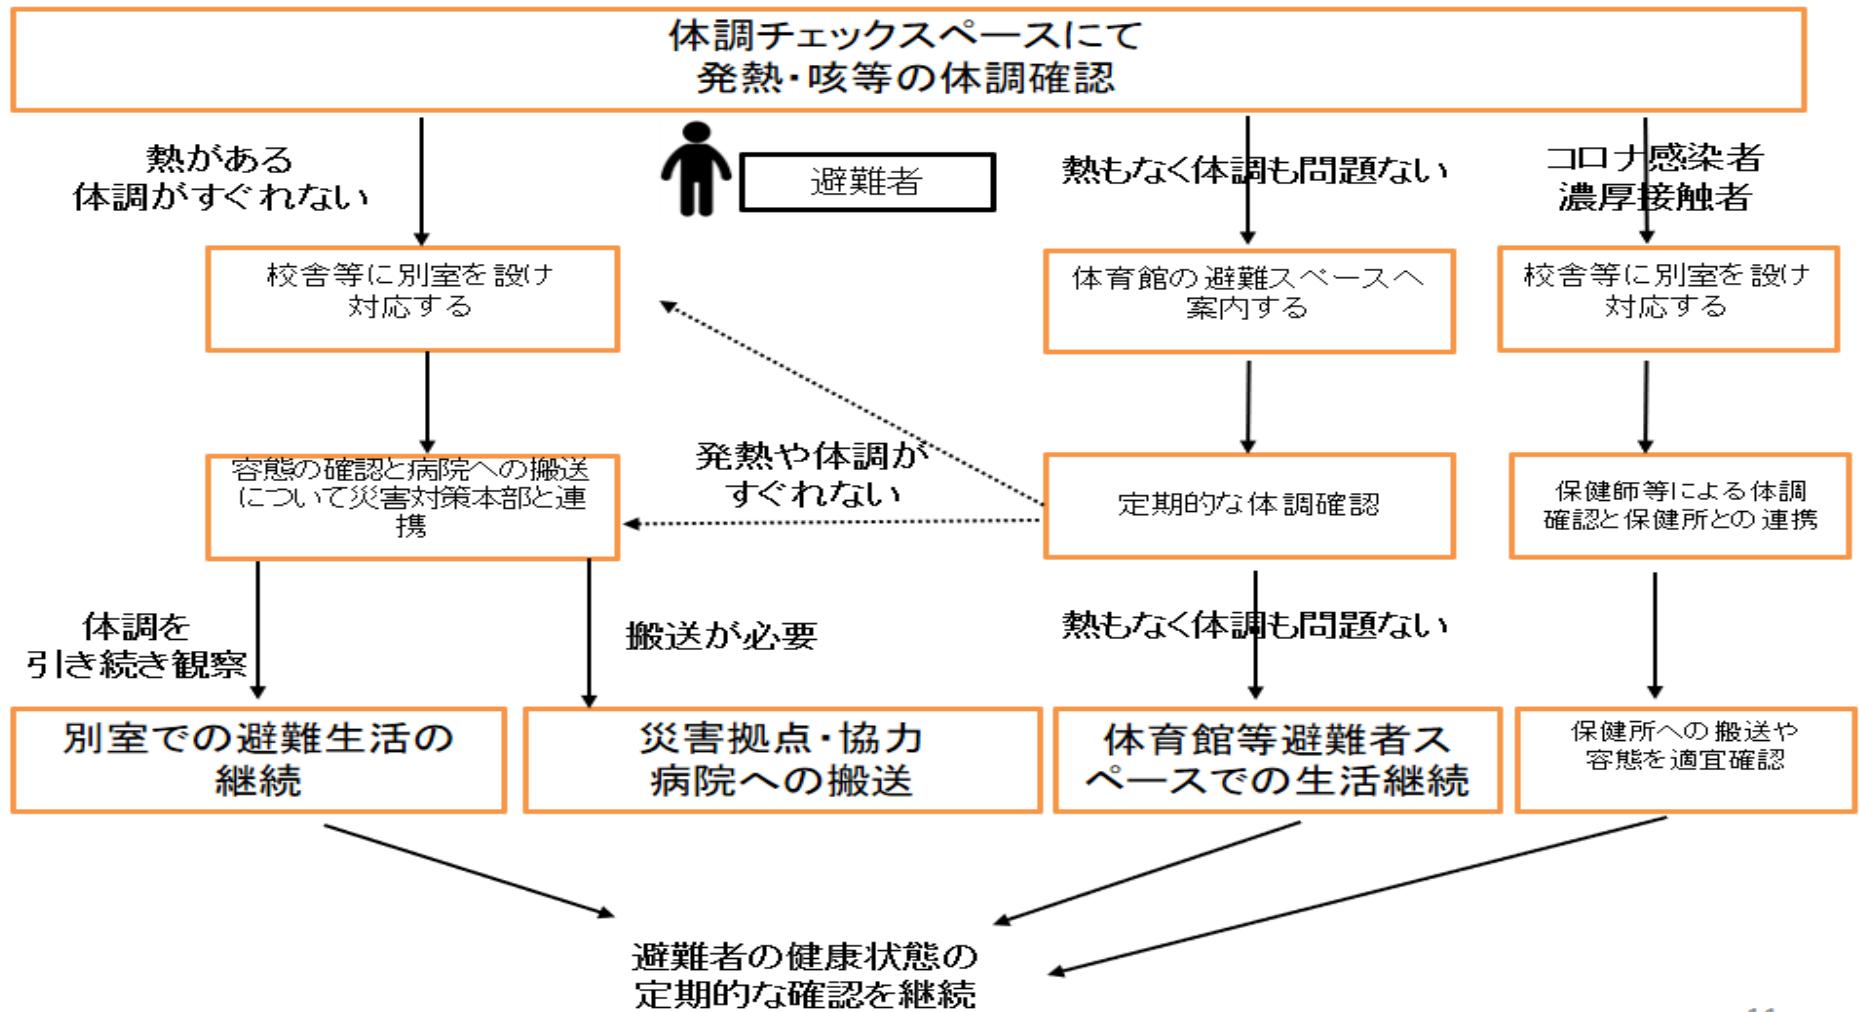 体調チェックスペースにて
発熱・咳等の体調確認
熱がある
体調がすぐれない
避難者
熱もなく体調も問題ない
コロナ感染者
濃厚接触者
校舎等に別室を設け
対応する
体育館の避難スペースへ
案内する
校舎等に別室を設け
対応する
発熱や体調が
すぐれない
容態の確認と病院への搬送
について災害対策本部と連
携
定期的な体調確認
保健師等による体調
確認と保健所との連携
体調を
引き続き観察
搬送が必要
熱もなく体調も問題ない
別室での避難生活の
継続
災害拠点・協力
病院への搬送
体育館等避難者ス
ペースでの生活継続
保健所への搬送や
容態を適宜確認
避難者の健康状態の
定期的な確認を継続